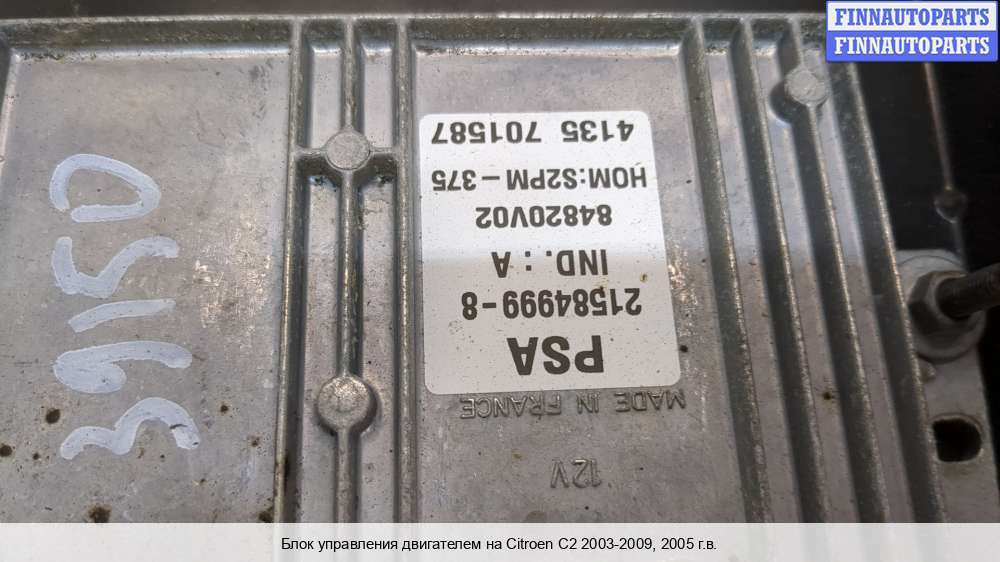 FINNAUTOPARTS
FINNAUTOPARTS
12V
MADE IN FRANCE
PSA
21584999-8
IND.: A
84820V02
HOM:S2PM-375
4135 701587
Блок управления двигателем на Citroen C2 2003-2009, 2005 г.в.